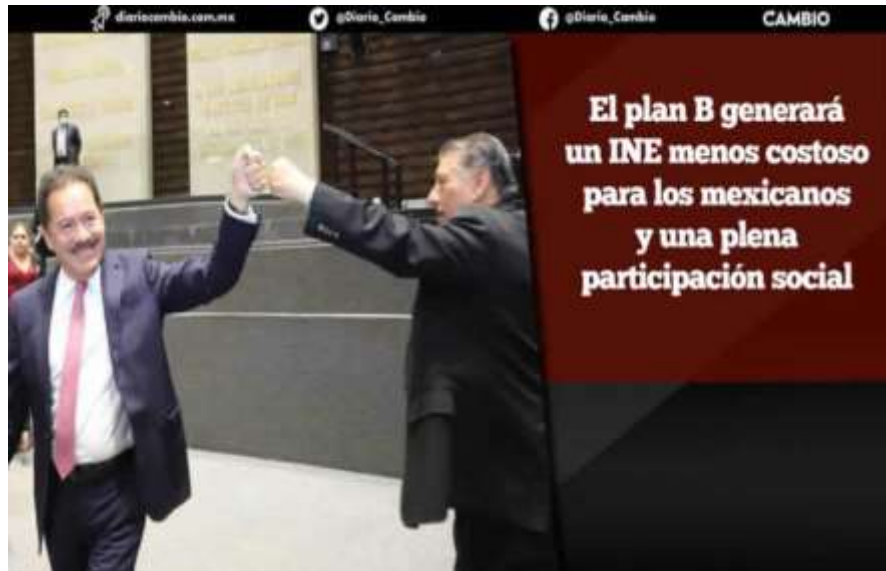 diariocambio.com.mx @Diario_Cambio @Diario_Cambio CAMBIO
El plan B generará
un INE menos costoso
para los mexicanos
y una plena
participación social